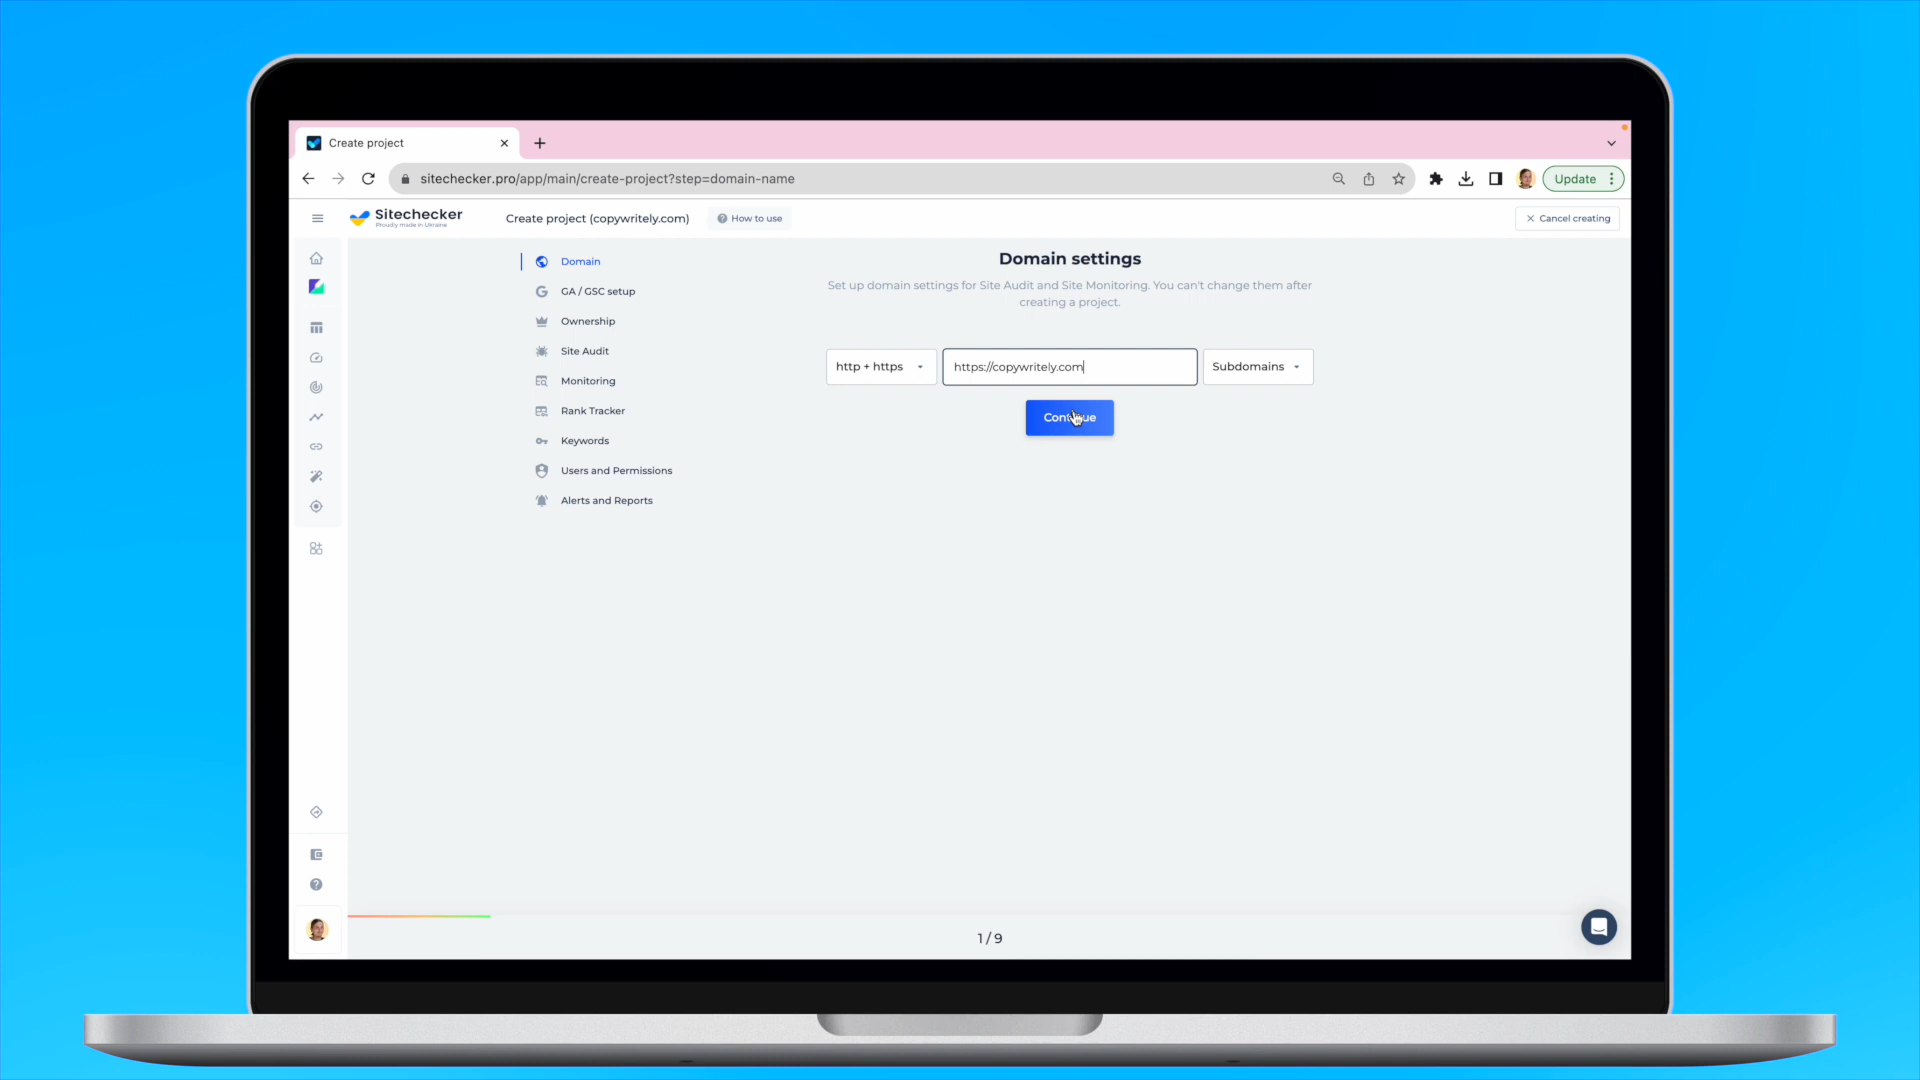 Create project
sitechecker.pro/app/main/create-project?step=domain-name
Update
Sitechecker
Proudly made in Ukraine
Create project (copywritely.com)
How to use
Cancel creating
Domain
GA / GSC setup
Ownership
Site Audit
Monitoring
Rank Tracker
Keywords
Users and Permissions
Alerts and Reports
Domain settings
Set up domain settings for Site Audit and Site Monitoring. You can't change them after
creating a project.
http + https
https://copywritely.com
Subdomains
Continue
1 / 9